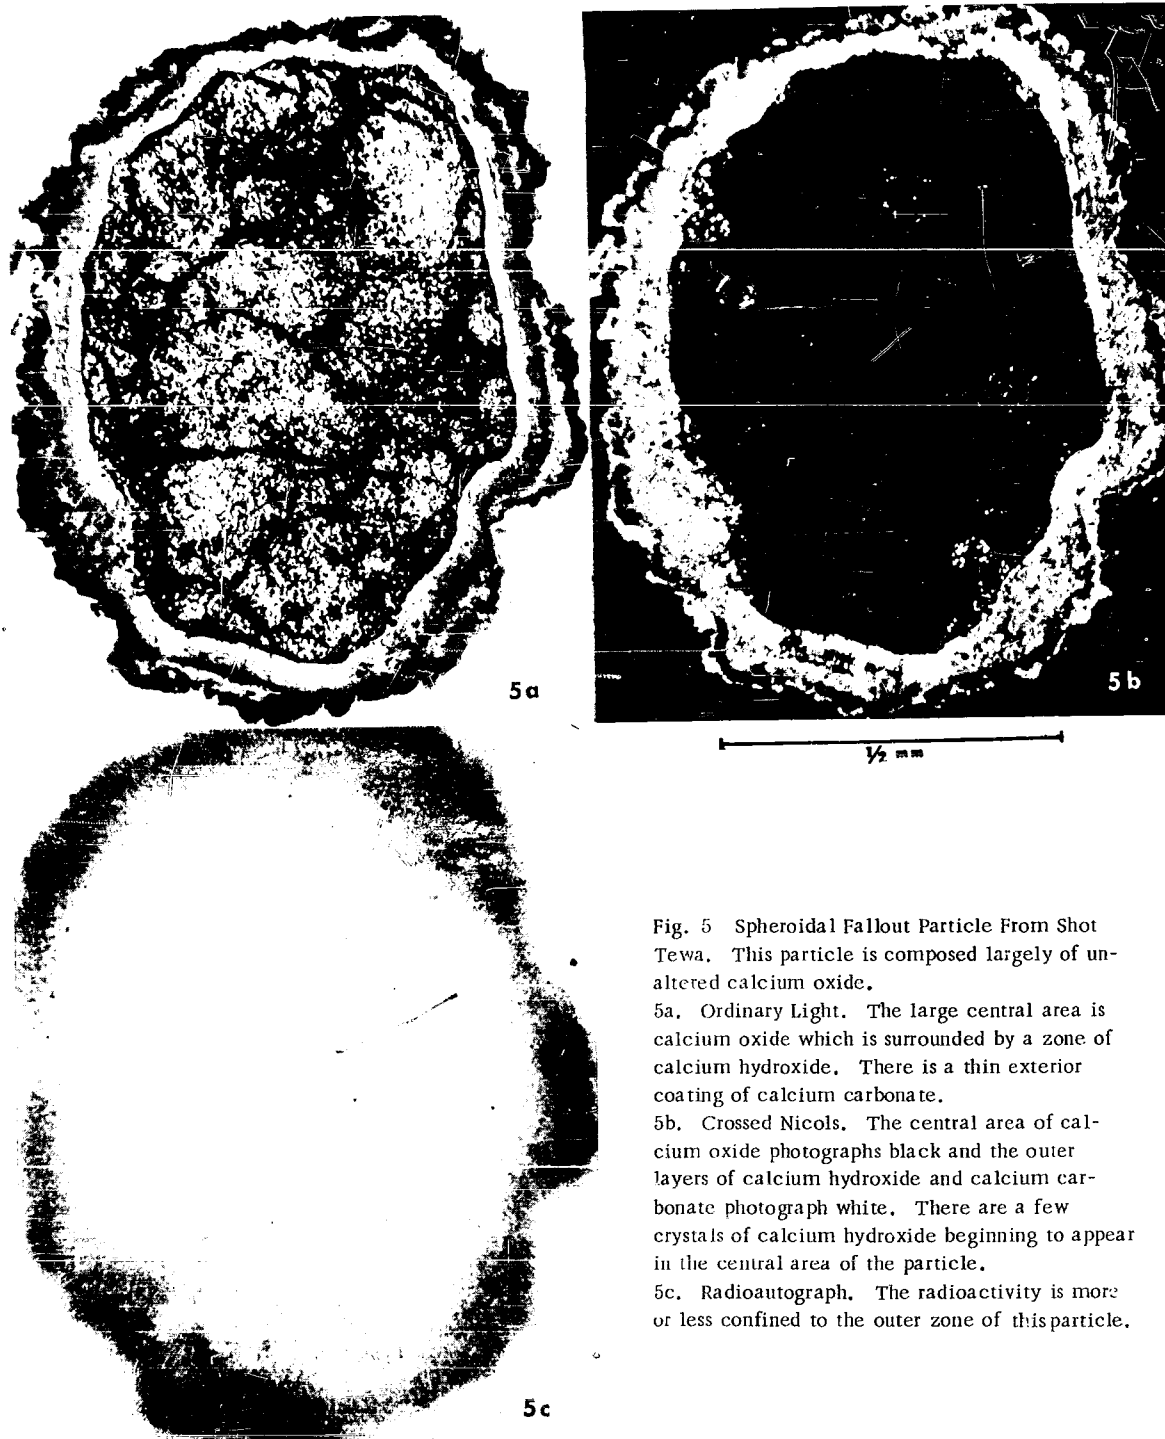 5a
5b
½ mm
5c
Fig. 5 Spheroidal Fallout Particle From Shot
Tewa. This particle is composed largely of un-
altered calcium oxide.
5a. Ordinary Light. The large central area is
calcium oxide which is surrounded by a zone of
calcium hydroxide. There is a thin exterior
coating of calcium carbonate.
5b. Crossed Nicols. The central area of cal-
cium oxide photographs black and the outer
layers of calcium hydroxide and calcium car-
bonate photograph white. There are a few
crystals of calcium hydroxide beginning to appear
in the central area of the particle.
5c. Radioautograph. The radioactivity is more
or less confined to the outer zone of this particle.